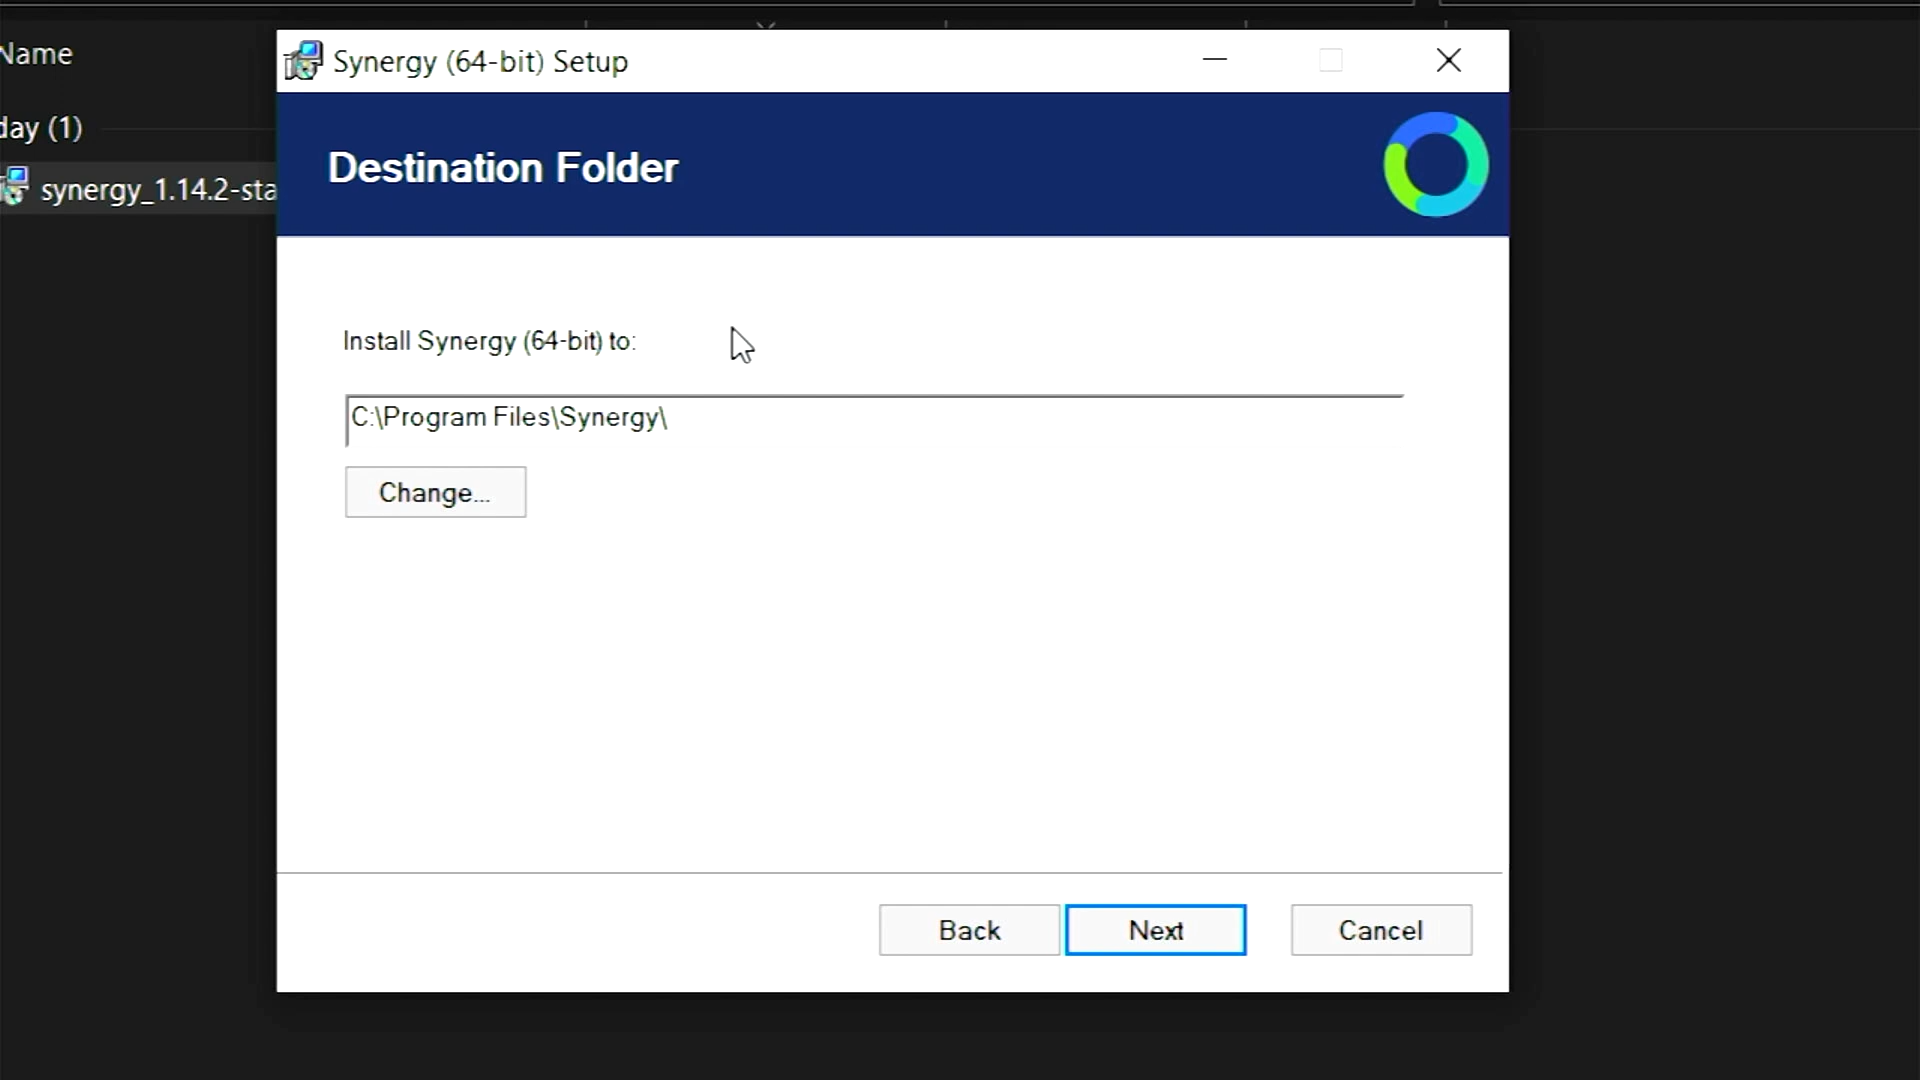 Name
day (1)
synergy_1.14.2-sta
Synergy (64-bit) Setup
Destination Folder
Install Synergy (64-bit) to:
C:\Program Files\Synergy\
Change...
Back
Next
Cancel